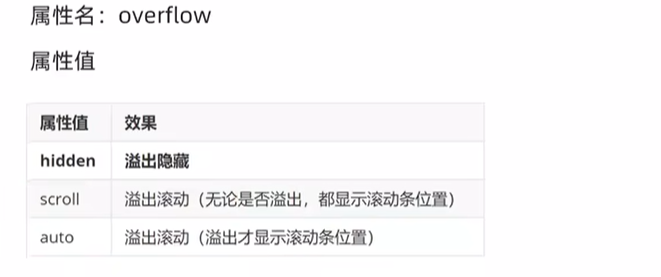 属性名：overflow
属性值
属性值 效果
hidden 溢出隐藏
scroll 溢出滚动（无论是否溢出，都显示滚动条位置）
auto 溢出滚动（溢出才显示滚动条位置）